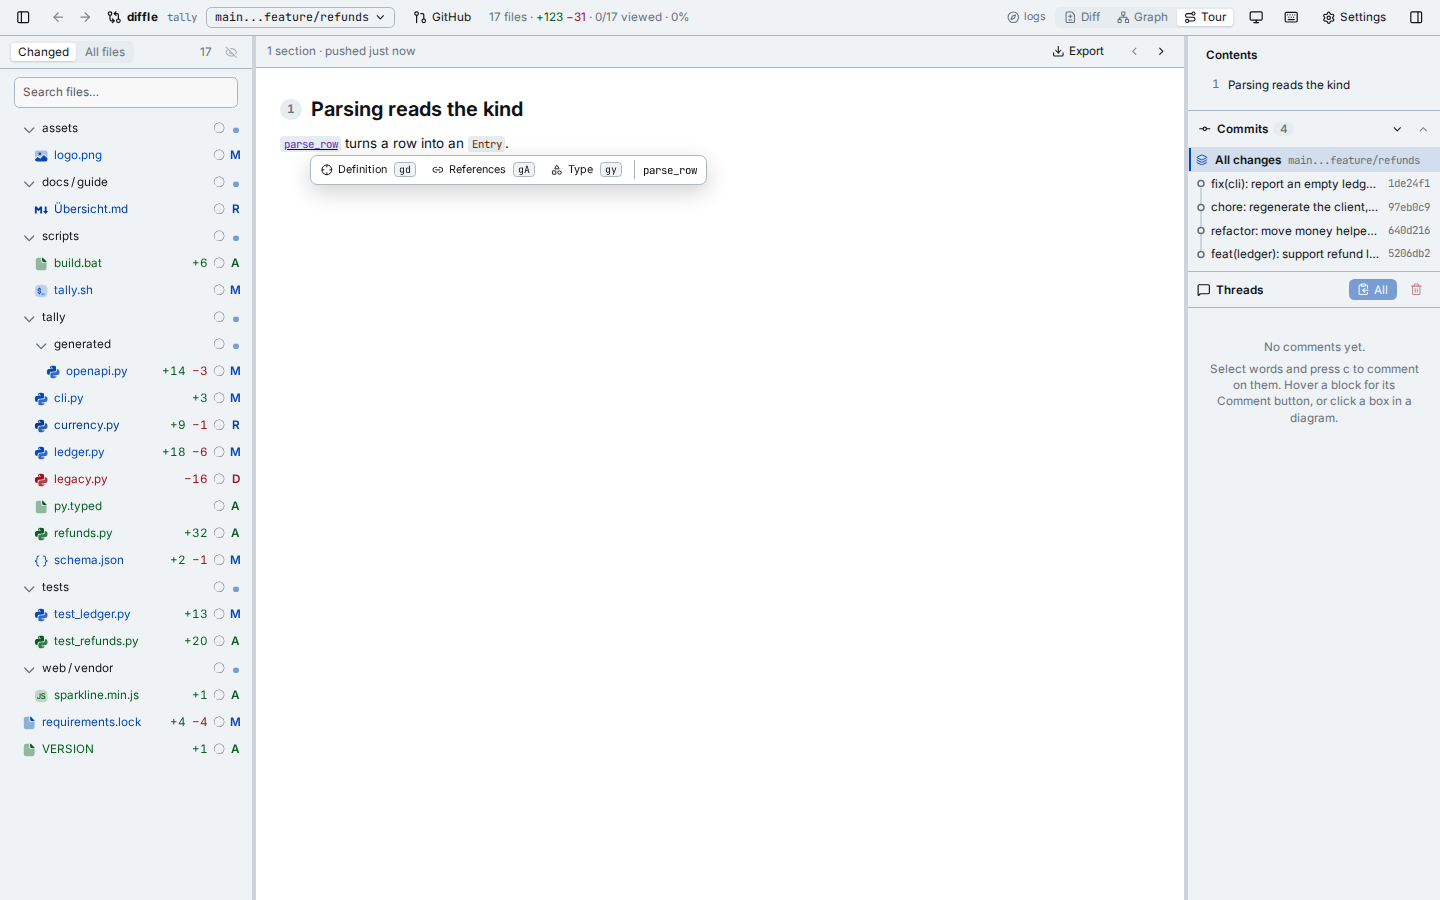 diffle tally main...feature/refunds GitHub 17 files · +123 −31 · 0/17 viewed · 0% logs Diff Graph Tour Settings
Changed All files 17
Search files...
assets
logo.png M
docs/guide
Übersicht.md R
scripts
build.bat +6 A
tally.sh M
tally
generated
openapi.py +14 −3 M
cli.py +3 M
currency.py +9 −1 R
ledger.py +18 −6 M
legacy.py −16 D
py.typed A
refunds.py +32 A
schema.json +2 −1 M
tests
test_ledger.py +13 M
test_refunds.py +20 A
web/vendor
sparkline.min.js +1 A
requirements.lock +4 −4 M
VERSION +1 A
1 section · pushed just now Export
1 Parsing reads the kind
parse_row turns a row into an Entry.
Definition gd References gA Type gy parse_row
Contents
1 Parsing reads the kind
Commits 4
All changes main...feature/refunds
fix(cli): report an empty ledg... 1de24f1
chore: regenerate the client,... 97eb0c9
refactor: move money helpe... 640d216
feat(ledger): support refund l... 5206db2
Threads All
No comments yet.
Select words and press c to comment
on them. Hover a block for its
Comment button, or click a box in a
diagram.